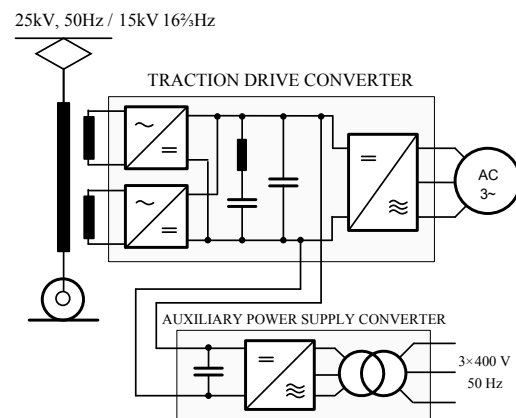 25kV, 50Hz / 15kV 16⅔Hz
TRACTION DRIVE CONVERTER
AC
3~
AUXILIARY POWER SUPPLY CONVERTER
3×400 V
50 Hz